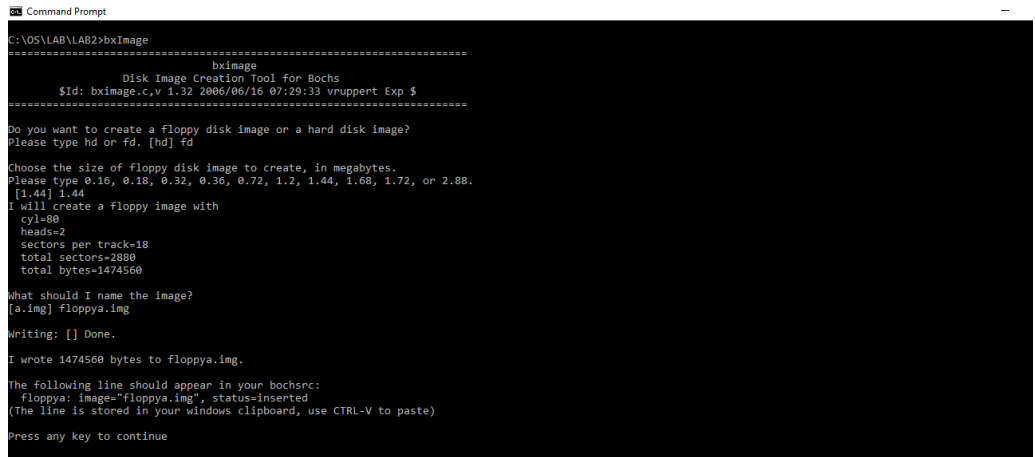 Command Prompt
C:\OS\LAB\LAB2>bxImage
========================================================================
bximage
Disk Image Creation Tool for Bochs
$Id: bximage.c,v 1.32 2006/06/16 07:29:33 vruppert Exp $
========================================================================
Do you want to create a floppy disk image or a hard disk image?
Please type hd or fd. [hd] fd
Choose the size of floppy disk image to create, in megabytes.
Please type 0.16, 0.18, 0.32, 0.36, 0.72, 1.2, 1.44, 1.68, 1.72, or 2.88.
[1.44] 1.44
I will create a floppy image with
cyl=80
heads=2
sectors per track=18
total sectors=2880
total bytes=1474560
What should I name the image?
[a.img] floppya.img
Writing: [] Done.
I wrote 1474560 bytes to floppya.img.
The following line should appear in your bochsrc:
floppya: image="floppya.img", status=inserted
(The line is stored in your windows clipboard, use CTRL-V to paste)
Press any key to continue